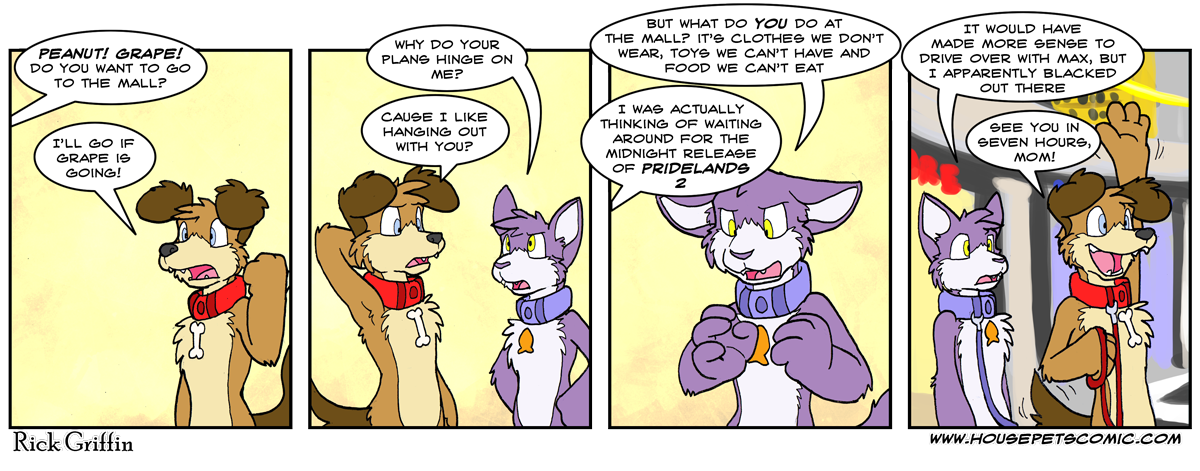 PEANUT! GRAPE!
DO YOU WANT TO GO
TO THE MALL?
I'LL GO IF
GRAPE IS
GOING!
WHY DO YOUR
PLANS HINGE ON
ME?
CAUSE I LIKE
HANGING OUT
WITH YOU?
BUT WHAT DO YOU DO AT
THE MALL? IT'S CLOTHES WE DON'T
WEAR, TOYS WE CAN'T HAVE AND
FOOD WE CAN'T EAT
I WAS ACTUALLY
THINKING OF WAITING
AROUND FOR THE
MIDNIGHT RELEASE
OF PRIDELANDS
2
IT WOULD HAVE
MADE MORE SENSE TO
DRIVE OVER WITH MAX, BUT
I APPARENTLY BLACKED
OUT THERE
SEE YOU IN
SEVEN HOURS,
MOM!
RE
Rick Griffin
WWW.HOUSEPETSCOMIC.COM